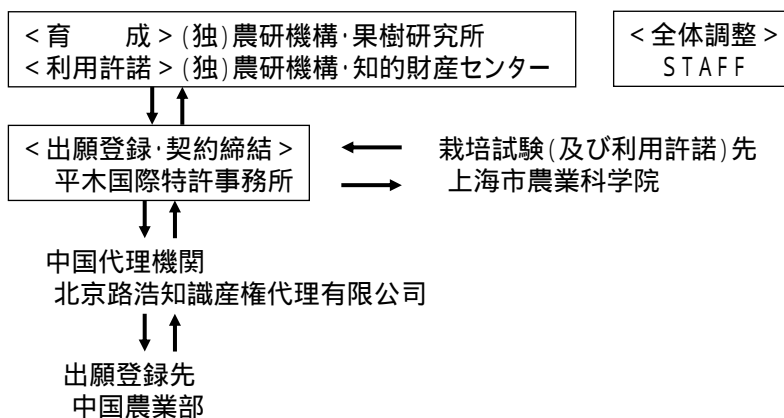 <育　　成>(独)農研機構・果樹研究所
<利用許諾>(独)農研機構・知的財産センター
<全体調整>
STAFF
<出願登録・契約締結>
平木国際特許事務所
栽培試験(及び利用許諾)先
上海市農業科学院
中国代理機関
北京路浩知識産権代理有限公司
出願登録先
中国農業部